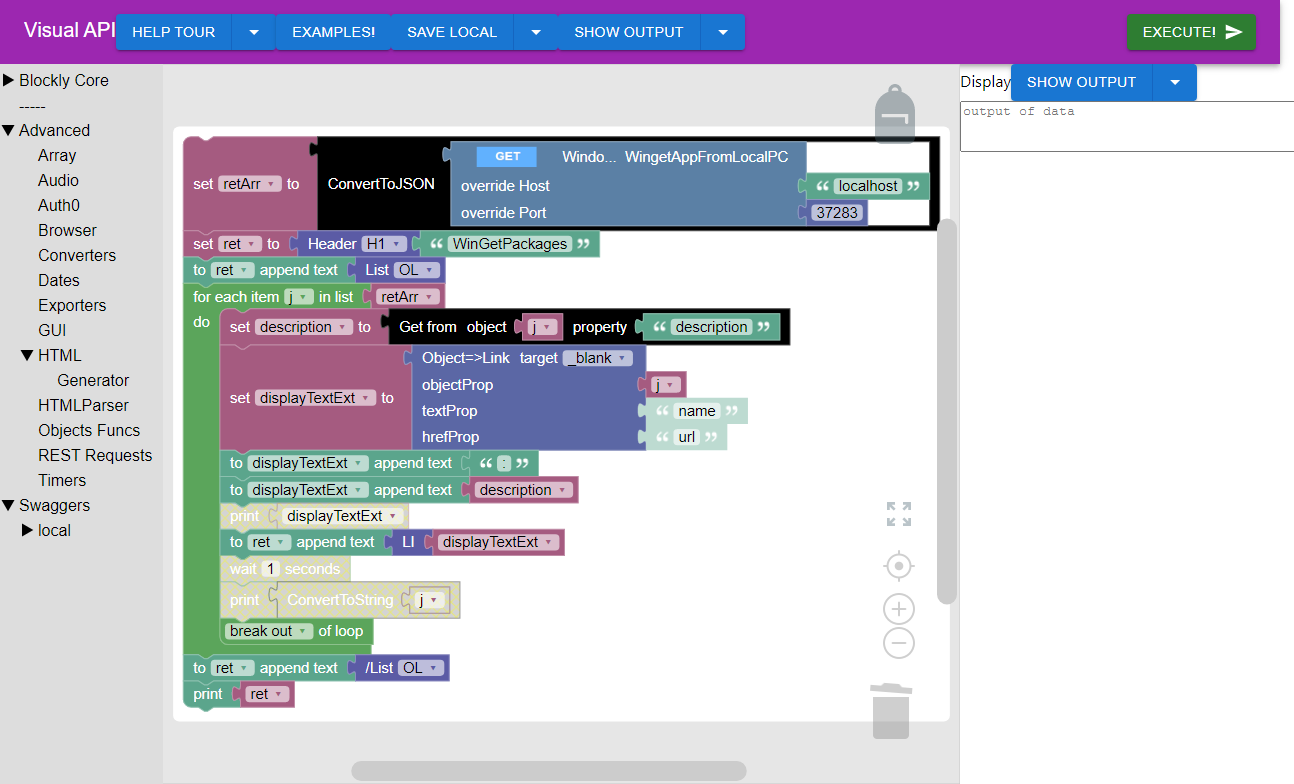 Visual API
HELP TOUR
EXAMPLES!
SAVE LOCAL
SHOW OUTPUT
EXECUTE!
Blockly Core
-----
Advanced
Array
Audio
Auth0
Browser
Converters
Dates
Exporters
GUI
HTML
Generator
HTMLParser
Objects Funcs
REST Requests
Timers
Swaggers
local
set retArr to ConvertToJSON GET Windo... WingetAppFromLocalPC
override Host “ localhost ”
override Port 37283
set ret to Header H1 “ WinGetPackages ”
to ret append text List OL
for each item j in list retArr
do set description to Get from object j property “ description ”
set displayTextExt to Object=>Link target _blank
objectProp j
textProp “ name ”
hrefProp “ url ”
to displayTextExt append text “ : ”
to displayTextExt append text description
print displayTextExt
to ret append text LI displayTextExt
wait 1 seconds
print ConvertToString j
break out of loop
to ret append text /List OL
print ret
Display SHOW OUTPUT
output of data